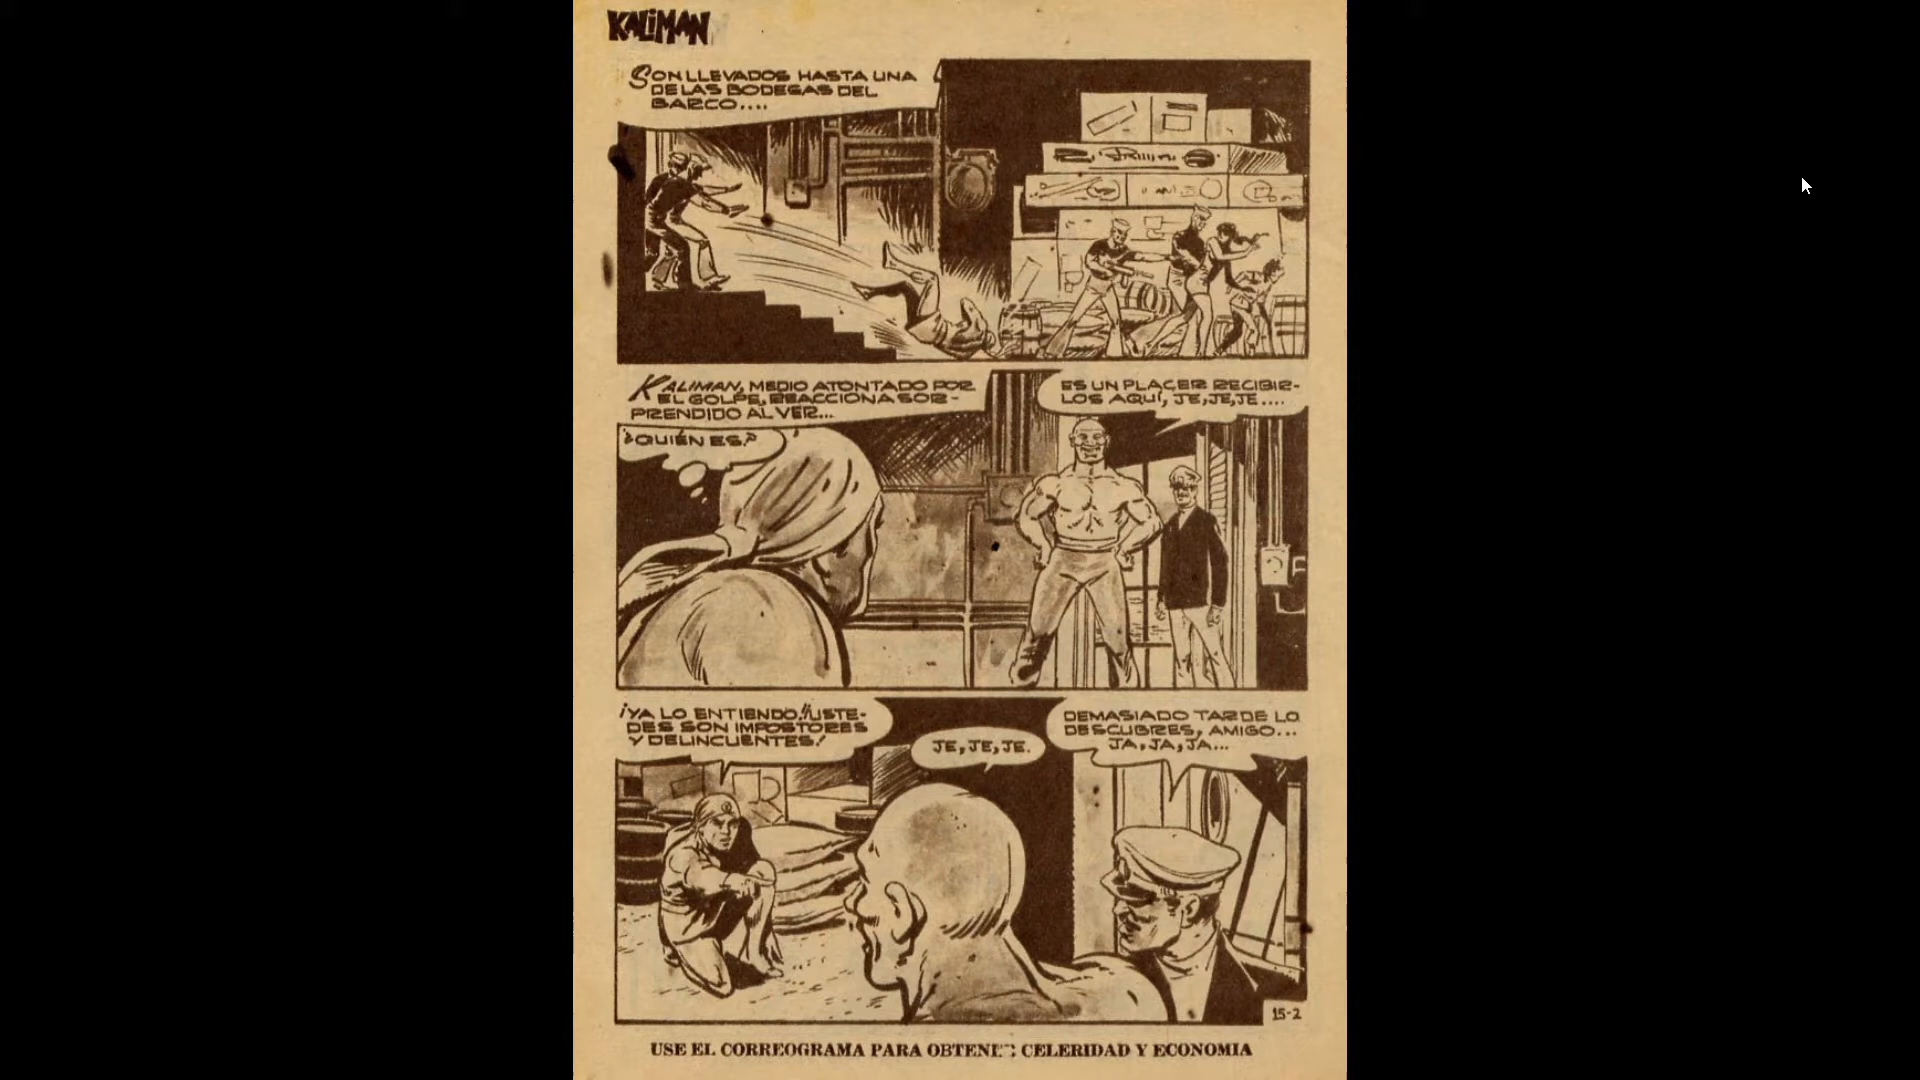 KALIMAN
SON LLEVADOS HASTA UNA
DE LAS BODEGAS DEL
BARCO....
KALIMAN, MEDIO ATONTADO POR
EL GOLPE, REACCIONA SOR-
PRENDIDO AL VER...
¿QUIÉN ES?
ES UN PLACER RECIBIR-
LOS AQUÍ, JE, JE, JE....
¡YA LO ENTIENDO!¡USTE-
DES SON IMPOSTORES
Y DELINCUENTES!
JE, JE, JE.
DEMASIADO TARDE LO
DESCUBRES, AMIGO...
JA, JA, JA...
15-2
USE EL CORREOGRAMA PARA CELERIDAD Y ECONOMIA